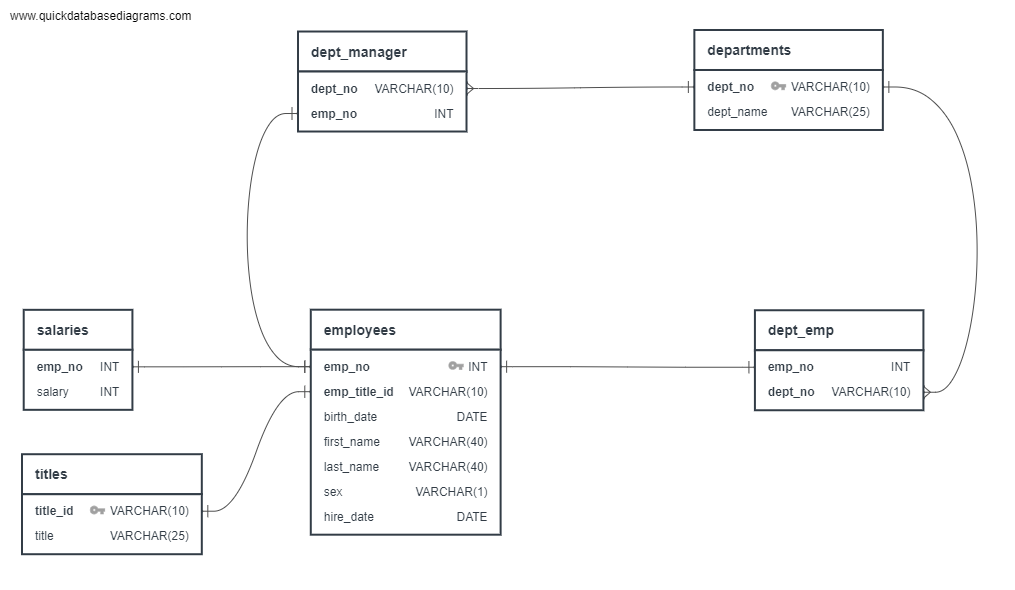 www.quickdatabasediagrams.com
dept_manager
dept_no VARCHAR(10)
emp_no INT
departments
dept_no VARCHAR(10)
dept_name VARCHAR(25)
salaries
emp_no INT
salary INT
employees
emp_no INT
emp_title_id VARCHAR(10)
birth_date DATE
first_name VARCHAR(40)
last_name VARCHAR(40)
sex VARCHAR(1)
hire_date DATE
dept_emp
emp_no INT
dept_no VARCHAR(10)
titles
title_id VARCHAR(10)
title VARCHAR(25)